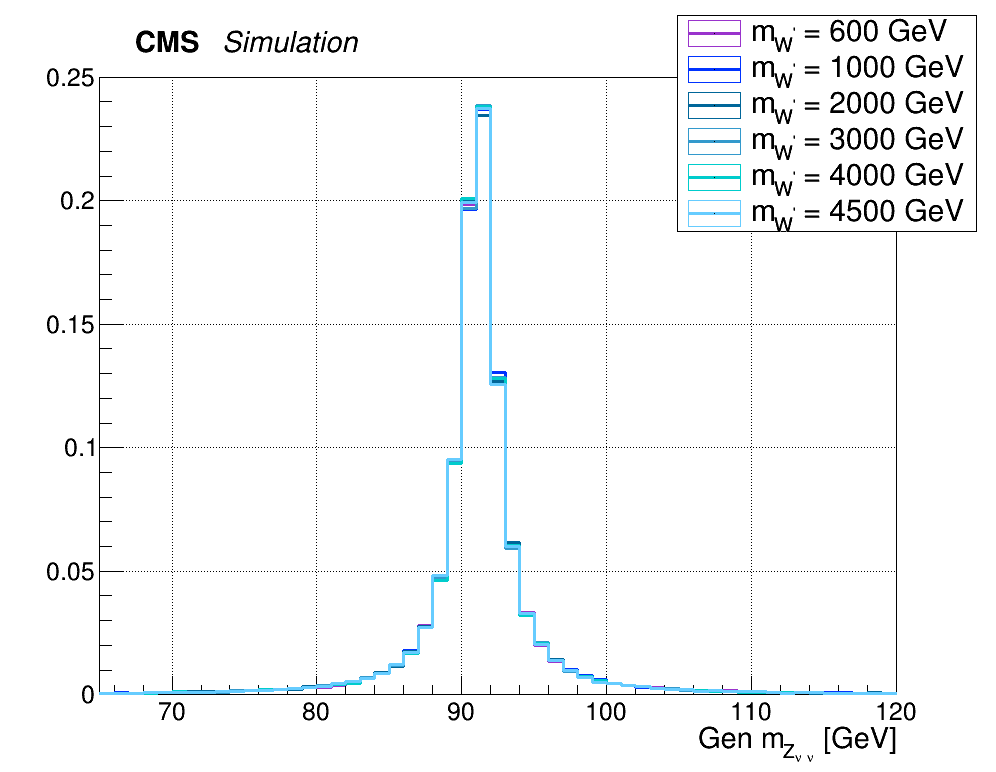 CMS Simulation
m_W' = 600 GeV
m_W' = 1000 GeV
m_W' = 2000 GeV
m_W' = 3000 GeV
m_W' = 4000 GeV
m_W' = 4500 GeV
0.25
0.2
0.15
0.1
0.05
0
70 80 90 100 110 120
Gen m_Z_ν ν [GeV]